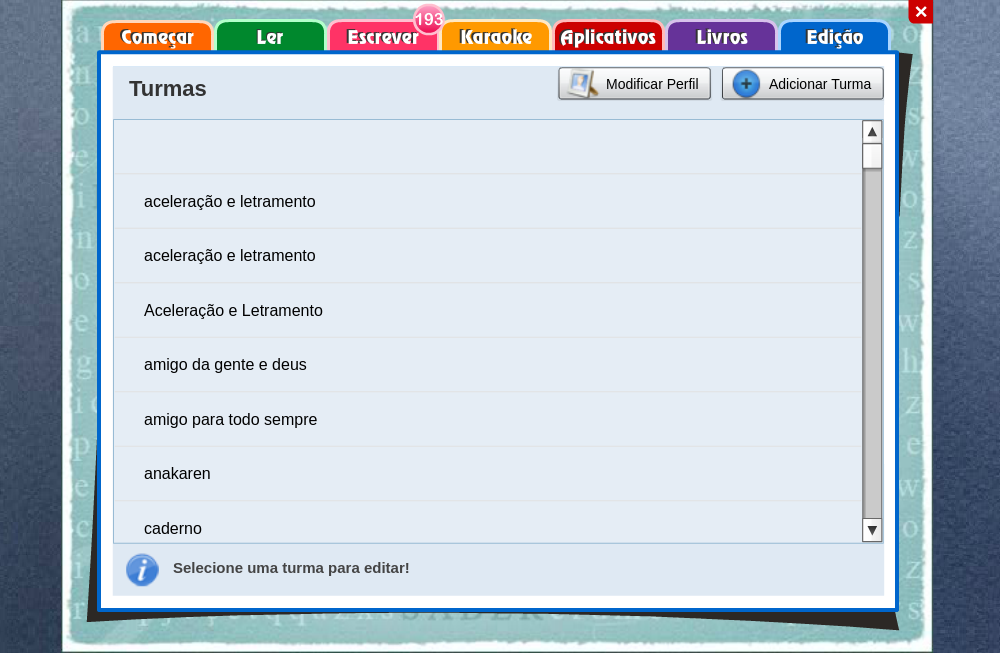 193
Começar Ler Escrever Karaoke Aplicativos Livros Edição
Turmas
Modificar Perfil
Adicionar Turma
aceleração e letramento
aceleração e letramento
Aceleração e Letramento
amigo da gente e deus
amigo para todo sempre
anakaren
caderno
Selecione uma turma para editar!